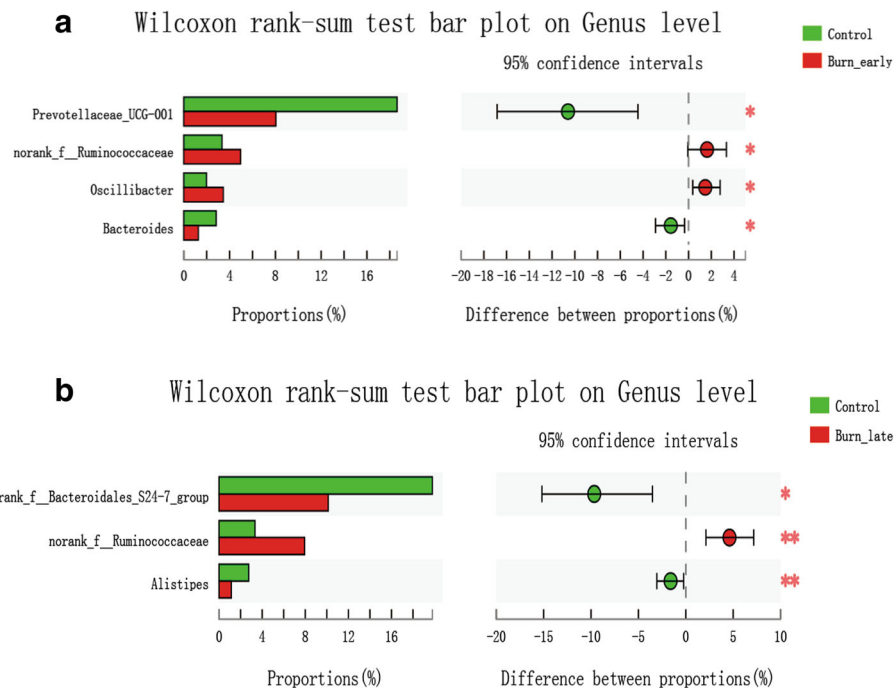 a
Wilcoxon rank-sum test bar plot on Genus level
Control
Burn_early
95% confidence intervals
Prevotellaceae_UCG-001
norank_f__Ruminococcaceae
Oscillibacter
Bacteroides
* * * *
0 4 8 12 16
-20 -18 -16 -14 -12 -10 -8 -6 -4 -2 0 2 4
Proportions(%)
Difference between proportions(%)
b
Wilcoxon rank-sum test bar plot on Genus level
Control
Burn_late
95% confidence intervals
rank_f__Bacteroidales_S24-7_group
norank_f__Ruminococcaceae
Alistipes
* ** **
0 4 8 12 16
-20 -15 -10 -5 0 5 10
Proportions(%)
Difference between proportions(%)